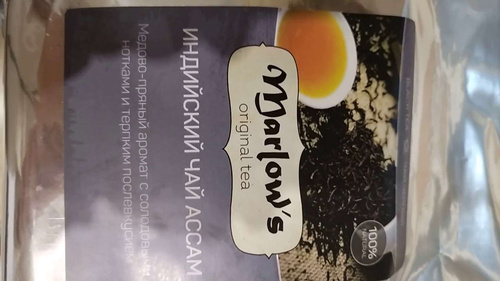 Marlow's
original tea
100%
ИНДИЙСКИЙ ЧАЙ АССАМ
Медово-пряный аромат с солодовыми
нотками и терпким послевкусием